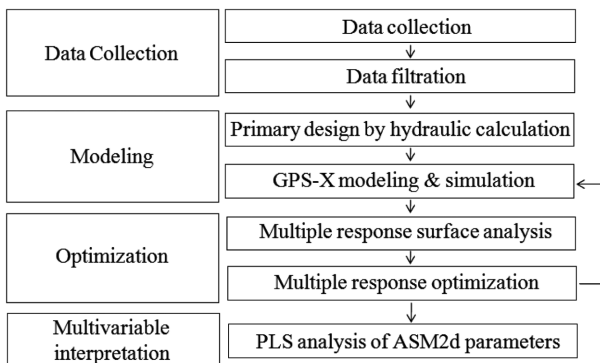 Data Collection
Data collection
Data filtration
Modeling
Primary design by hydraulic calculation
GPS-X modeling & simulation
Optimization
Multiple response surface analysis
Multiple response optimization
Multivariable
interpretation
PLS analysis of ASM2d parameters